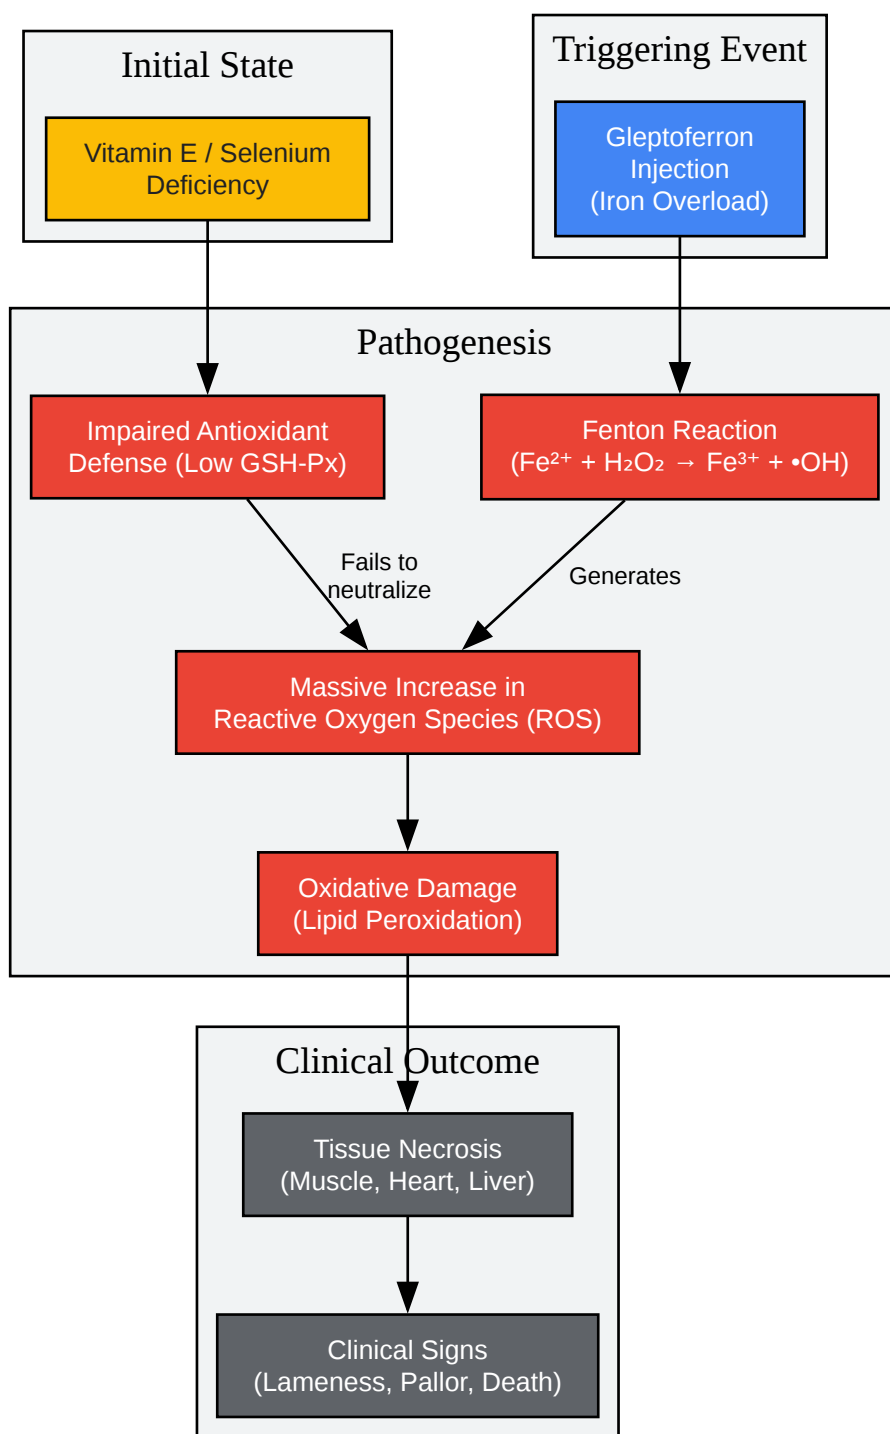 Initial State
Vitamin E / Selenium
Deficiency
Triggering Event
Gleptoferron
Injection
(Iron Overload)
Pathogenesis
Impaired Antioxidant
Defense (Low GSH-Px)
Fenton Reaction
(Fe²⁺ + H₂O₂ → Fe³⁺ + •OH)
Fails to
neutralize
Generates
Massive Increase in
Reactive Oxygen Species (ROS)
Oxidative Damage
(Lipid Peroxidation)
Clinical Outcome
Tissue Necrosis
(Muscle, Heart, Liver)
Clinical Signs
(Lameness, Pallor, Death)